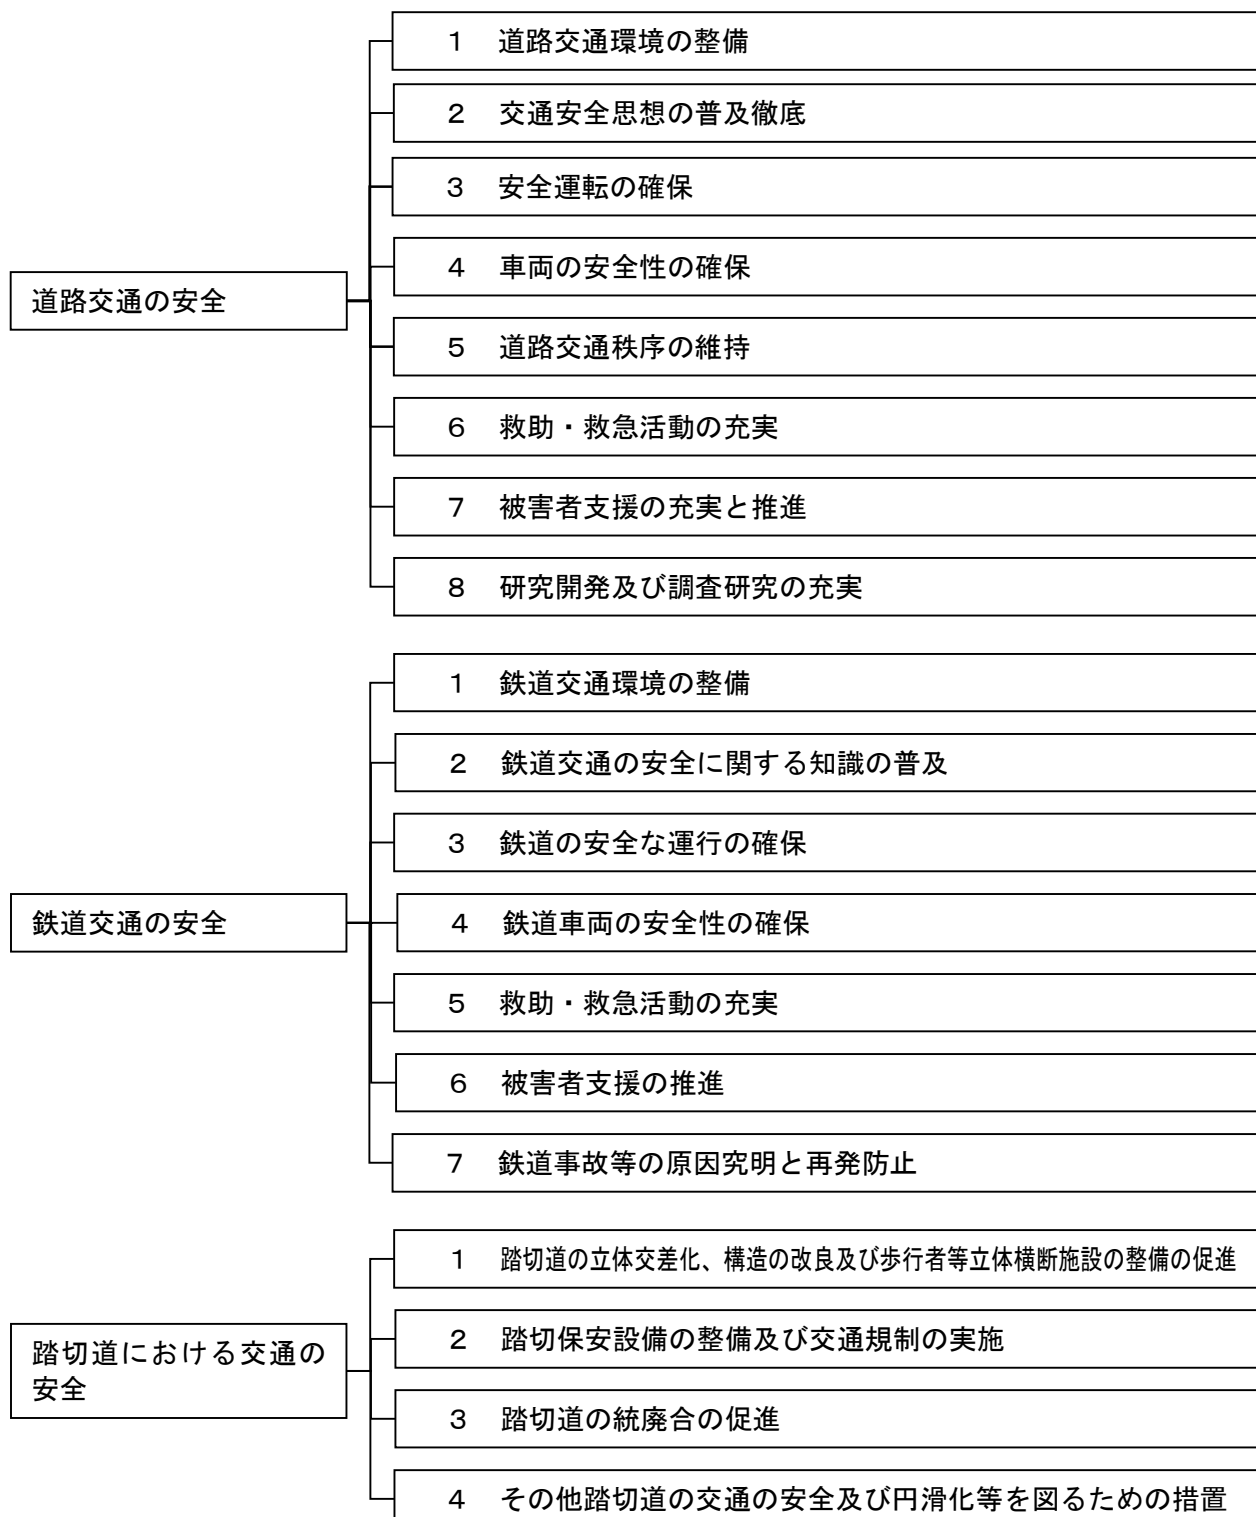 道路交通の安全
１　道路交通環境の整備
２　交通安全思想の普及徹底
３　安全運転の確保
４　車両の安全性の確保
５　道路交通秩序の維持
６　救助・救急活動の充実
７　被害者支援の充実と推進
８　研究開発及び調査研究の充実
鉄道交通の安全
１　鉄道交通環境の整備
２　鉄道交通の安全に関する知識の普及
３　鉄道の安全な運行の確保
４　鉄道車両の安全性の確保
５　救助・救急活動の充実
６　被害者支援の推進
７　鉄道事故等の原因究明と再発防止
踏切道における交通の
安全
１　踏切道の立体交差化、構造の改良及び歩行者等立体横断施設の整備の促進
２　踏切保安設備の整備及び交通規制の実施
３　踏切道の統廃合の促進
４　その他踏切道の交通の安全及び円滑化等を図るための措置